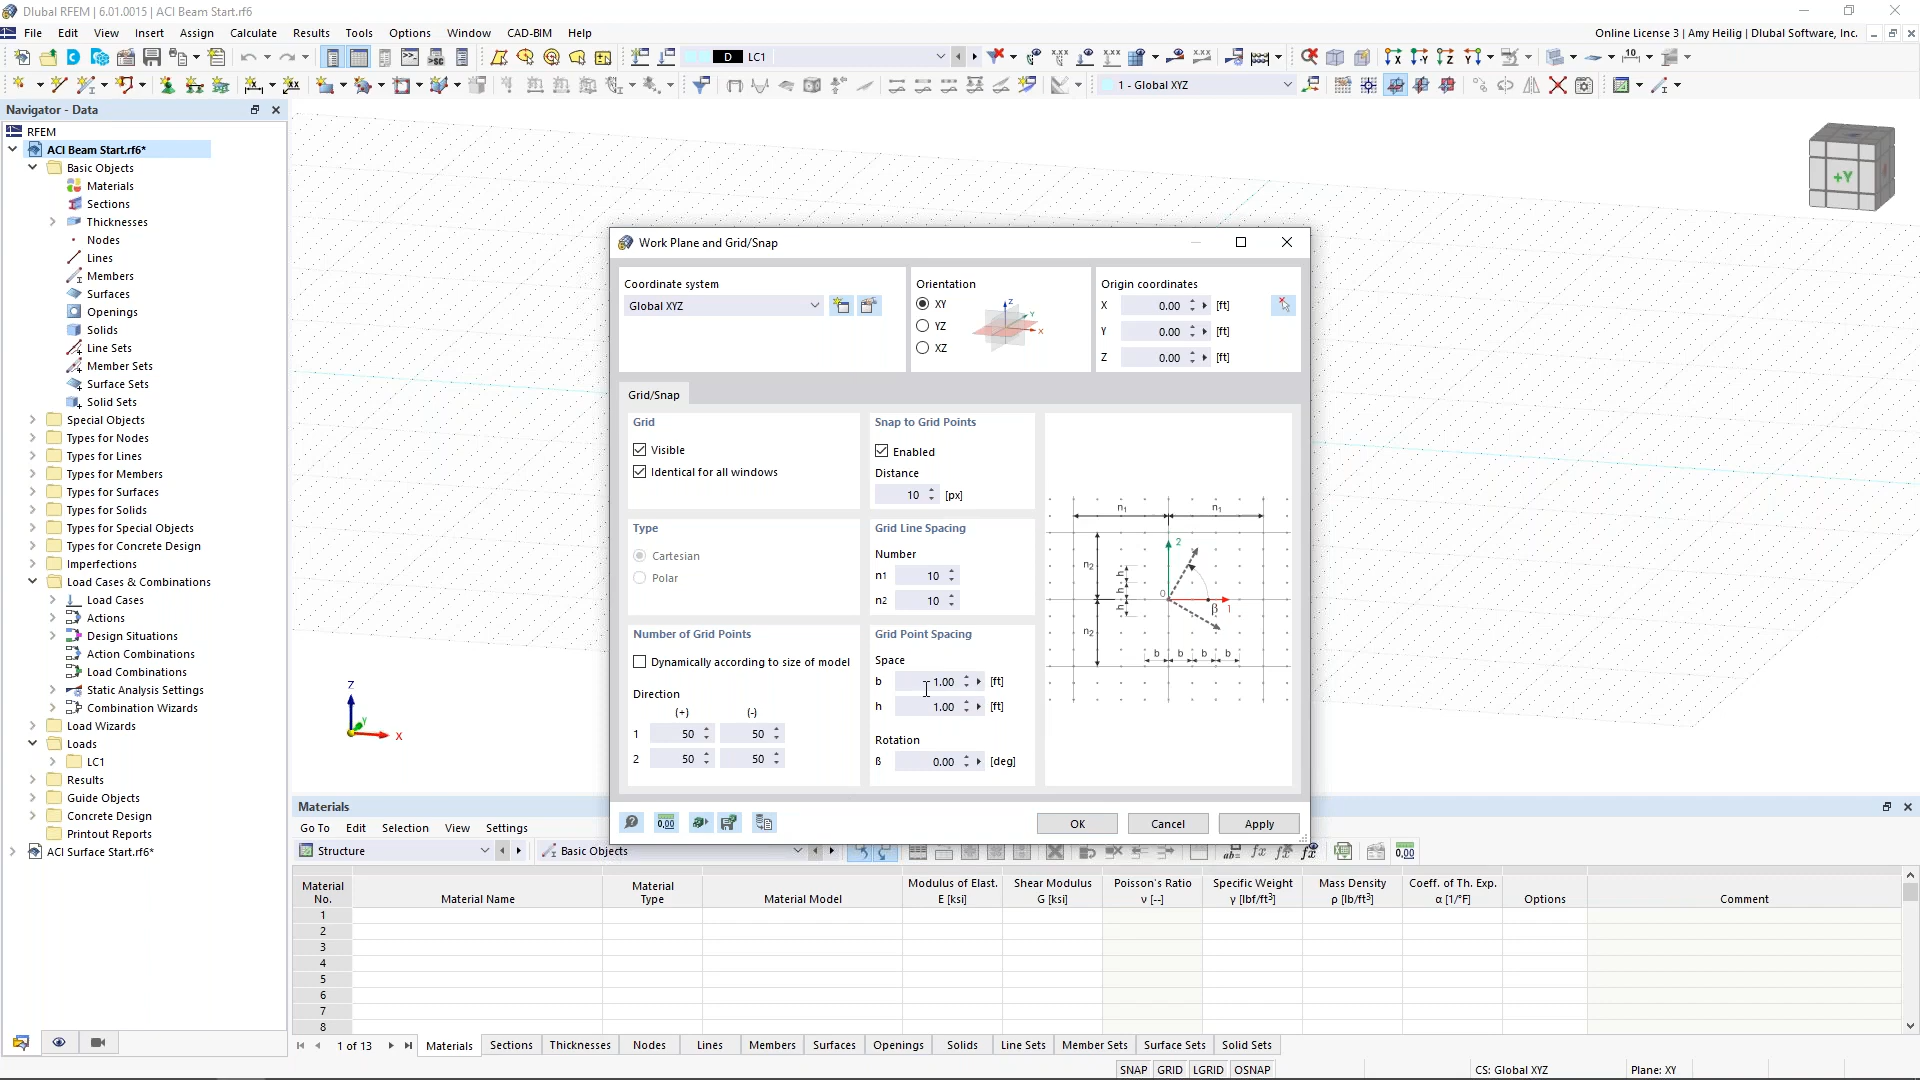 Dlubal RFEM | 6.01.0015 | ACI Beam Start.rf6
File Edit View Insert Assign Calculate Results Tools Options Window CAD-BIM Help
Online License 3 | Amy Heilig | Dlubal Software, Inc.
D LC1
1 - Global XYZ
Navigator - Data
RFEM
ACI Beam Start.rf6*
Basic Objects
Materials
Sections
Thicknesses
Nodes
Lines
Members
Surfaces
Openings
Solids
Line Sets
Member Sets
Surface Sets
Solid Sets
Special Objects
Types for Nodes
Types for Lines
Types for Members
Types for Surfaces
Types for Solids
Types for Special Objects
Types for Concrete Design
Imperfections
Load Cases & Combinations
Load Cases
Actions
Design Situations
Action Combinations
Load Combinations
Static Analysis Settings
Combination Wizards
Load Wizards
Loads
LC1
Results
Guide Objects
Concrete Design
Printout Reports
ACI Surface Start.rf6*
+Y
Z
Y
X
Work Plane and Grid/Snap
Coordinate system
Global XYZ
Orientation
XY
YZ
XZ
Z
Y
X
Origin coordinates
X 0.00 [ft]
Y 0.00 [ft]
Z 0.00 [ft]
Grid/Snap
Grid
Visible
Identical for all windows
Type
Cartesian
Polar
Number of Grid Points
Dynamically according to size of model
Direction
(+) (-)
1 50 50
2 50 50
Snap to Grid Points
Enabled
Distance
10 [px]
Grid Line Spacing
Number
n1 10
n2 10
Grid Point Spacing
Space
b 1.00 [ft]
h 1.00 [ft]
Rotation
ß 0.00 [deg]
n1 n1
2
n2
h h h
0 β 1
n2
b b b b
0,00
OK Cancel Apply
Materials
Go To Edit Selection View Settings
Structure Basic Objects
Material No.
Material Name
Material Type
Material Model
Modulus of Elast. E [ksi]
Shear Modulus G [ksi]
Poisson's Ratio ν [--]
Specific Weight γ [lbf/ft³]
Mass Density ρ [lb/ft³]
Coeff. of Th. Exp. α [1/°F]
Options
Comment
1
2
3
4
5
6
7
8
1 of 13 Materials Sections Thicknesses Nodes Lines Members Surfaces Openings Solids Line Sets Member Sets Surface Sets Solid Sets
SNAP GRID LGRID OSNAP CS: Global XYZ Plane: XY